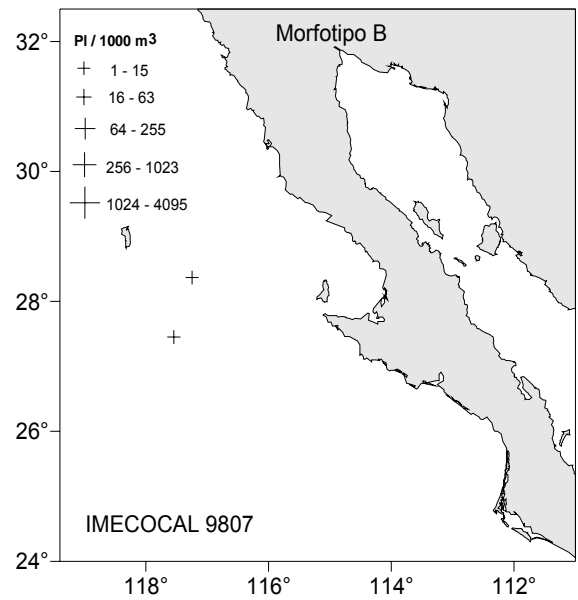 Morfotipo B
Pl / 1000 m3
1 - 15
16 - 63
64 - 255
256 - 1023
1024 - 4095
32°
30°
28°
26°
24°
IMECOCAL 9807
118° 116° 114° 112°